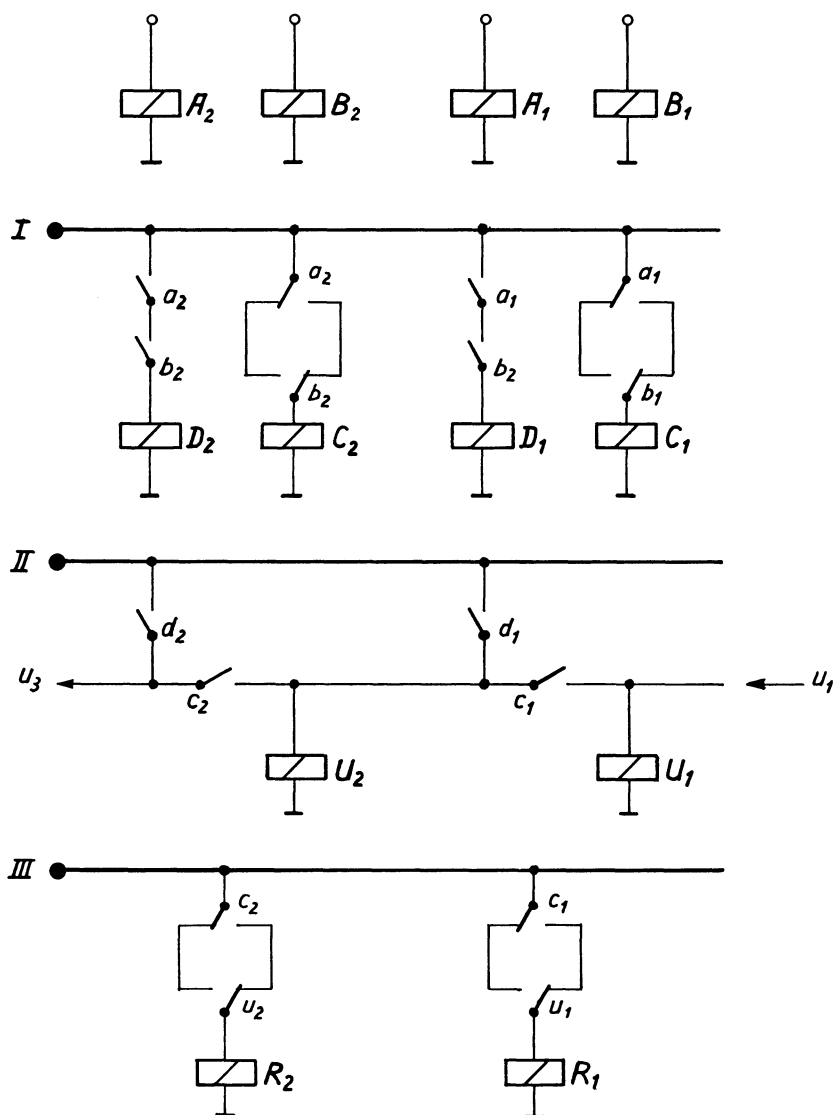 A₂ B₂ A₁ B₁
I
a₂ a₂ a₁ a₁
b₂ b₂ b₂ b₁
D₂ C₂ D₁ C₁
II
d₂ d₁
u₃ c₂ c₁ u₁
U₂ U₁
III
c₂ c₁
u₂ u₁
R₂ R₁